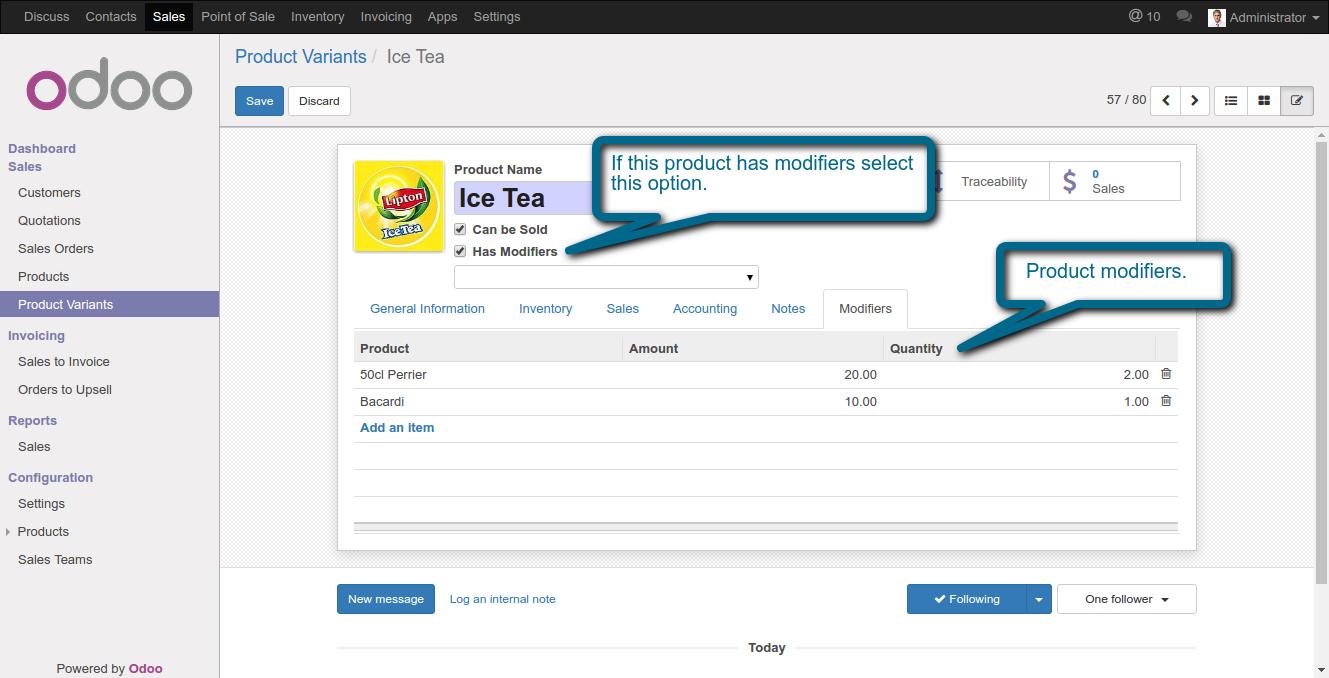 Discuss Contacts Sales Point of Sale Inventory Invoicing Apps Settings @ 10 Administrator
odoo
Product Variants / Ice Tea
Save Discard
57 / 80
Dashboard
Sales
Customers
Quotations
Sales Orders
Products
Product Variants
Invoicing
Sales to Invoice
Orders to Upsell
Reports
Sales
Configuration
Settings
Products
Sales Teams
Powered by Odoo
Lipton
Ice Tea
Product Name
Ice Tea
Can be Sold
Has Modifiers
If this product has modifiers select
this option.
Traceability
$ 0
Sales
Product modifiers.
General Information Inventory Sales Accounting Notes Modifiers
Product Amount Quantity
50cl Perrier 20.00 2.00
Bacardi 10.00 1.00
Add an item
New message Log an internal note Following One follower
Today